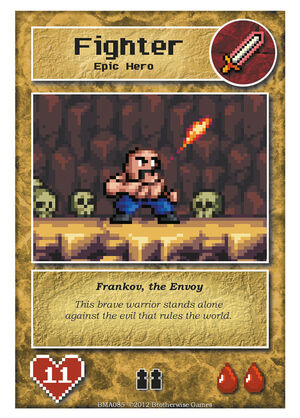 Fighter
Epic Hero
Frankov, the Envoy
This brave warrior stands alone
against the evil that rules the world.
11
BMA085 ©2012 Brotherwise Games